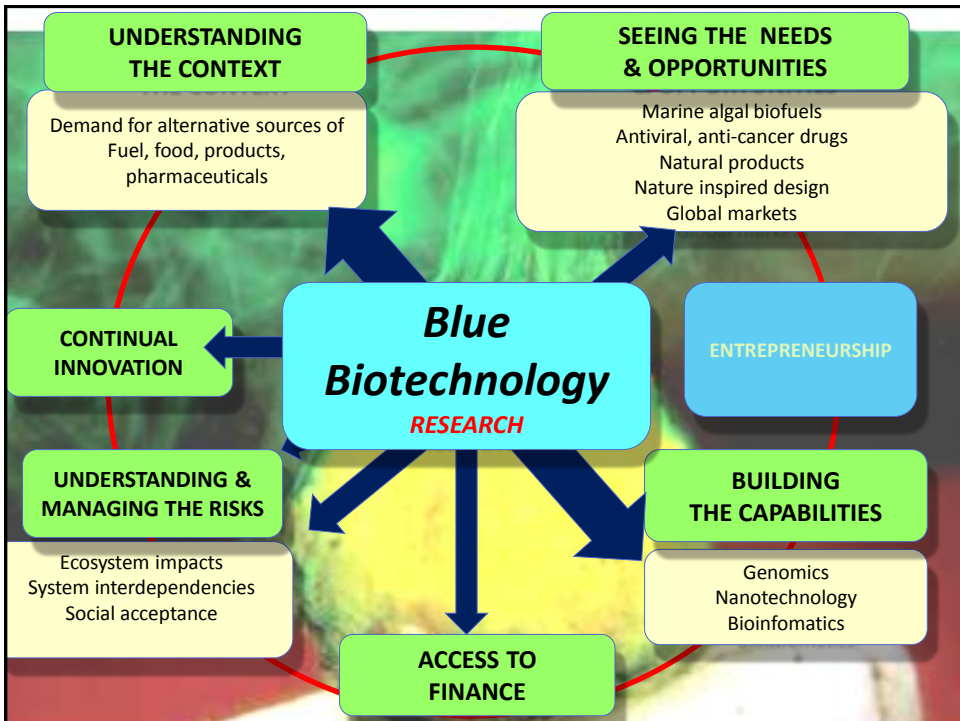 UNDERSTANDING
THE CONTEXT
Demand for alternative sources of
Fuel, food, products,
pharmaceuticals
SEEING THE NEEDS
& OPPORTUNITIES
Marine algal biofuels
Antiviral, anti-cancer drugs
Natural products
Nature inspired design
Global markets
Blue
Biotechnology
RESEARCH
CONTINUAL
INNOVATION
ENTREPRENEURSHIP
UNDERSTANDING &
MANAGING THE RISKS
Ecosystem impacts
System interdependencies
Social acceptance
BUILDING
THE CAPABILITIES
Genomics
Nanotechnology
Bioinfomatics
ACCESS TO
FINANCE